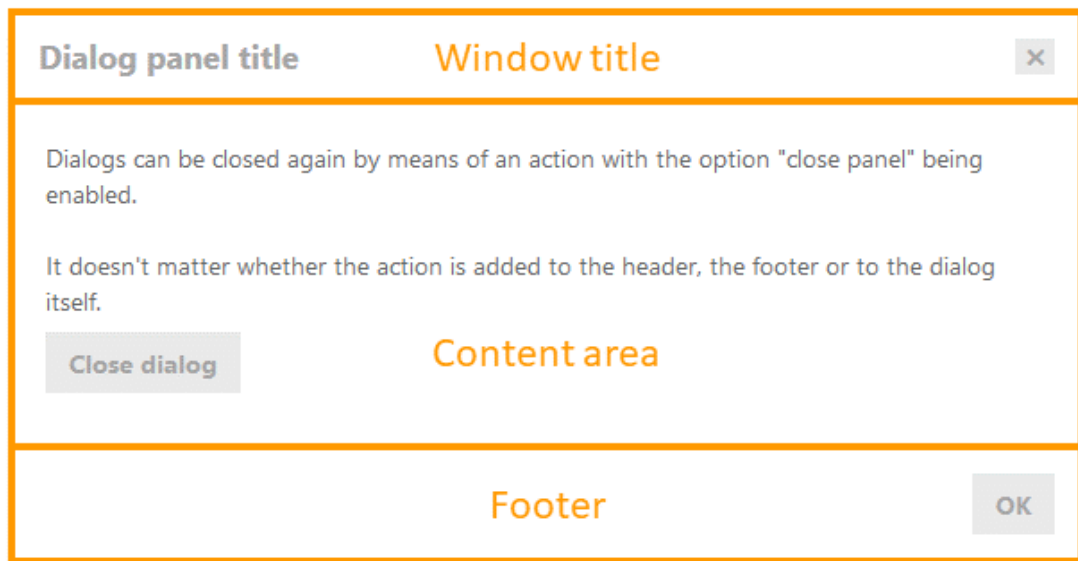 Dialog panel title
Window title
×
Dialogs can be closed again by means of an action with the option "close panel" being
enabled.
It doesn't matter whether the action is added to the header, the footer or to the dialog
itself.
Close dialog
Content area
Footer
OK